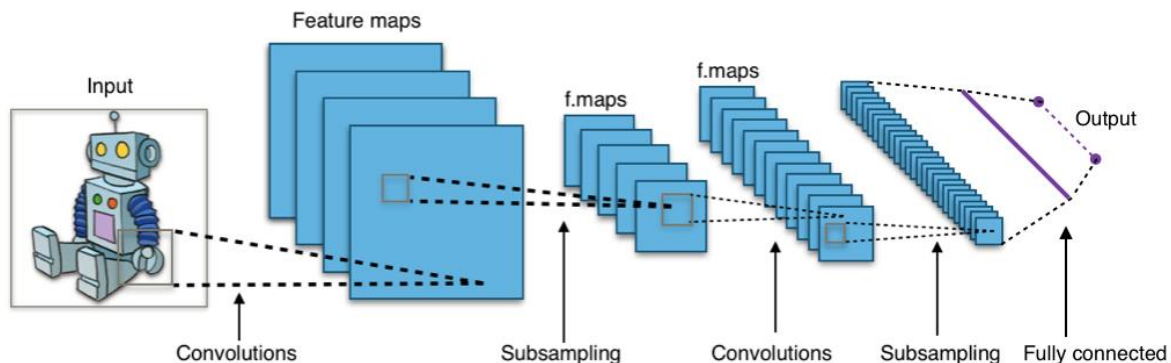 Feature maps
f.maps
Input
f.maps
Output
Convolutions
Subsampling
Convolutions
Subsampling
Fully connected